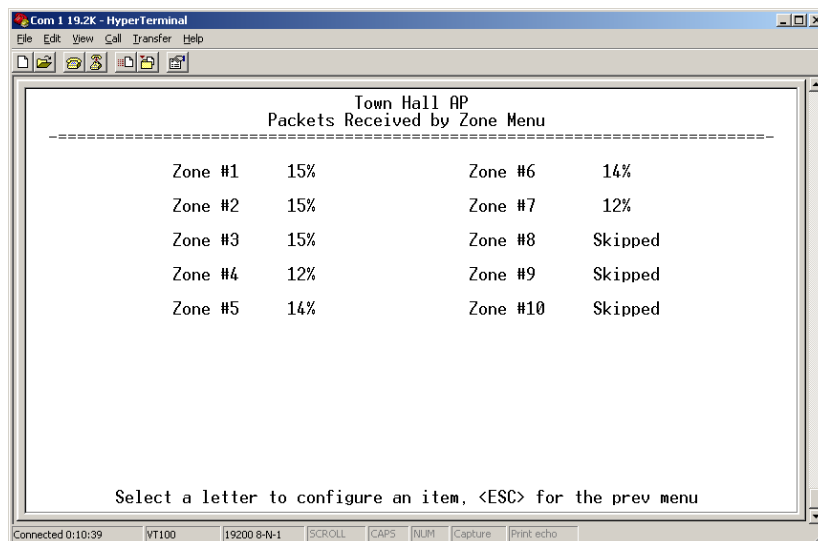 Com 1 19.2K - HyperTerminal
File Edit View Call Transfer Help
Town Hall AP
Packets Received by Zone Menu
-==========================================================================-
Zone #1 15% Zone #6 14%
Zone #2 15% Zone #7 12%
Zone #3 15% Zone #8 Skipped
Zone #4 12% Zone #9 Skipped
Zone #5 14% Zone #10 Skipped
Select a letter to configure an item, <ESC> for the prev menu
Connected 0:10:39 VT100 19200 8-N-1 SCROLL CAPS NUM Capture Print echo